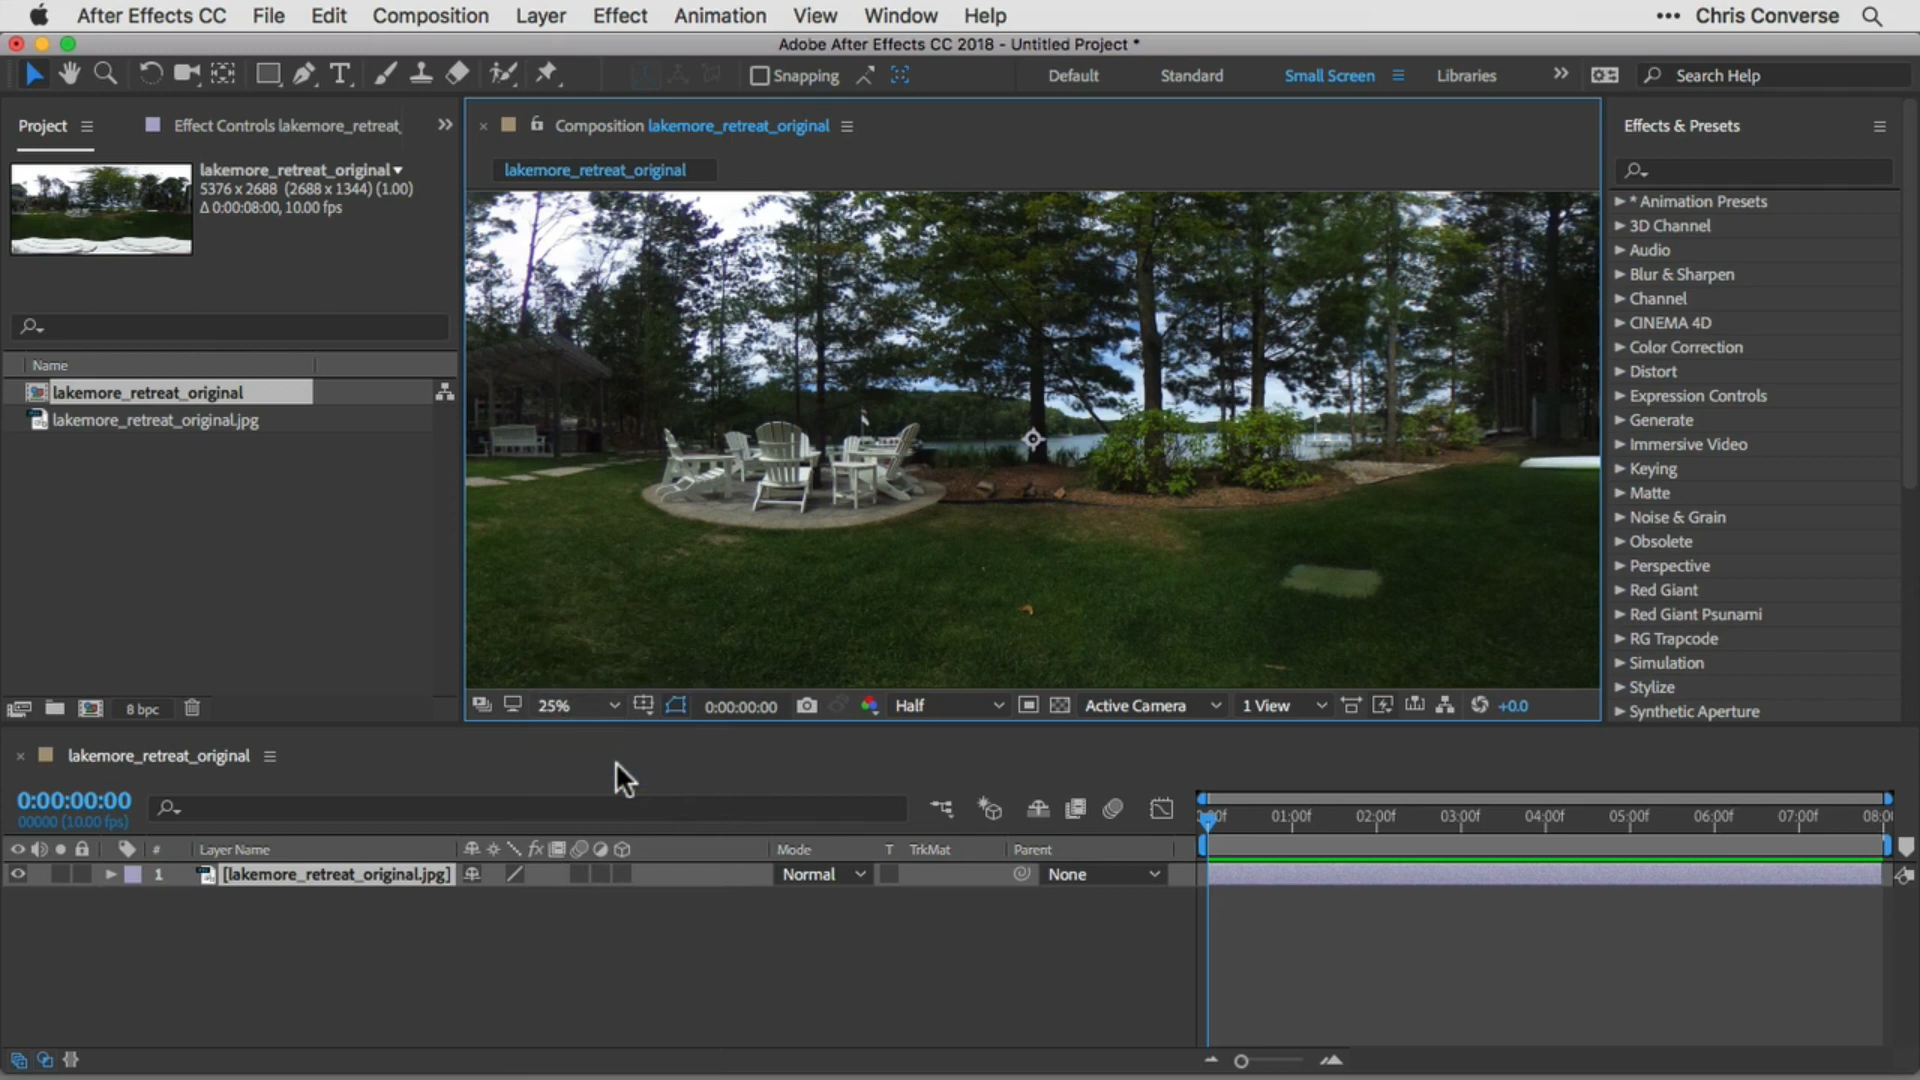 After Effects CC File Edit Composition Layer Effect Animation View Window Help Chris Converse
Adobe After Effects CC 2018 - Untitled Project *
Snapping Default Standard Small Screen Libraries Search Help
Project Effect Controls lakemore_retreat
Composition lakemore_retreat_original
Effects & Presets
lakemore_retreat_original
5376 x 2688 (2688 x 1344) (1.00)
Δ 0:00:08:00, 10.00 fps
lakemore_retreat_original
Name
lakemore_retreat_original
lakemore_retreat_original.jpg
8 bpc
* Animation Presets
3D Channel
Audio
Blur & Sharpen
Channel
CINEMA 4D
Color Correction
Distort
Expression Controls
Generate
Immersive Video
Keying
Matte
Noise & Grain
Obsolete
Perspective
Red Giant
Red Giant Psunami
RG Trapcode
Simulation
Stylize
Synthetic Aperture
25% 0:00:00:00 Half Active Camera 1 View +0.0
lakemore_retreat_original
0:00:00:00
00000 (10.00 fps)
01:00f 02:00f 03:00f 04:00f 05:00f 06:00f 07:00f
# Layer Name fx Mode T TrkMat Parent
1 [lakemore_retreat_original.jpg] Normal None